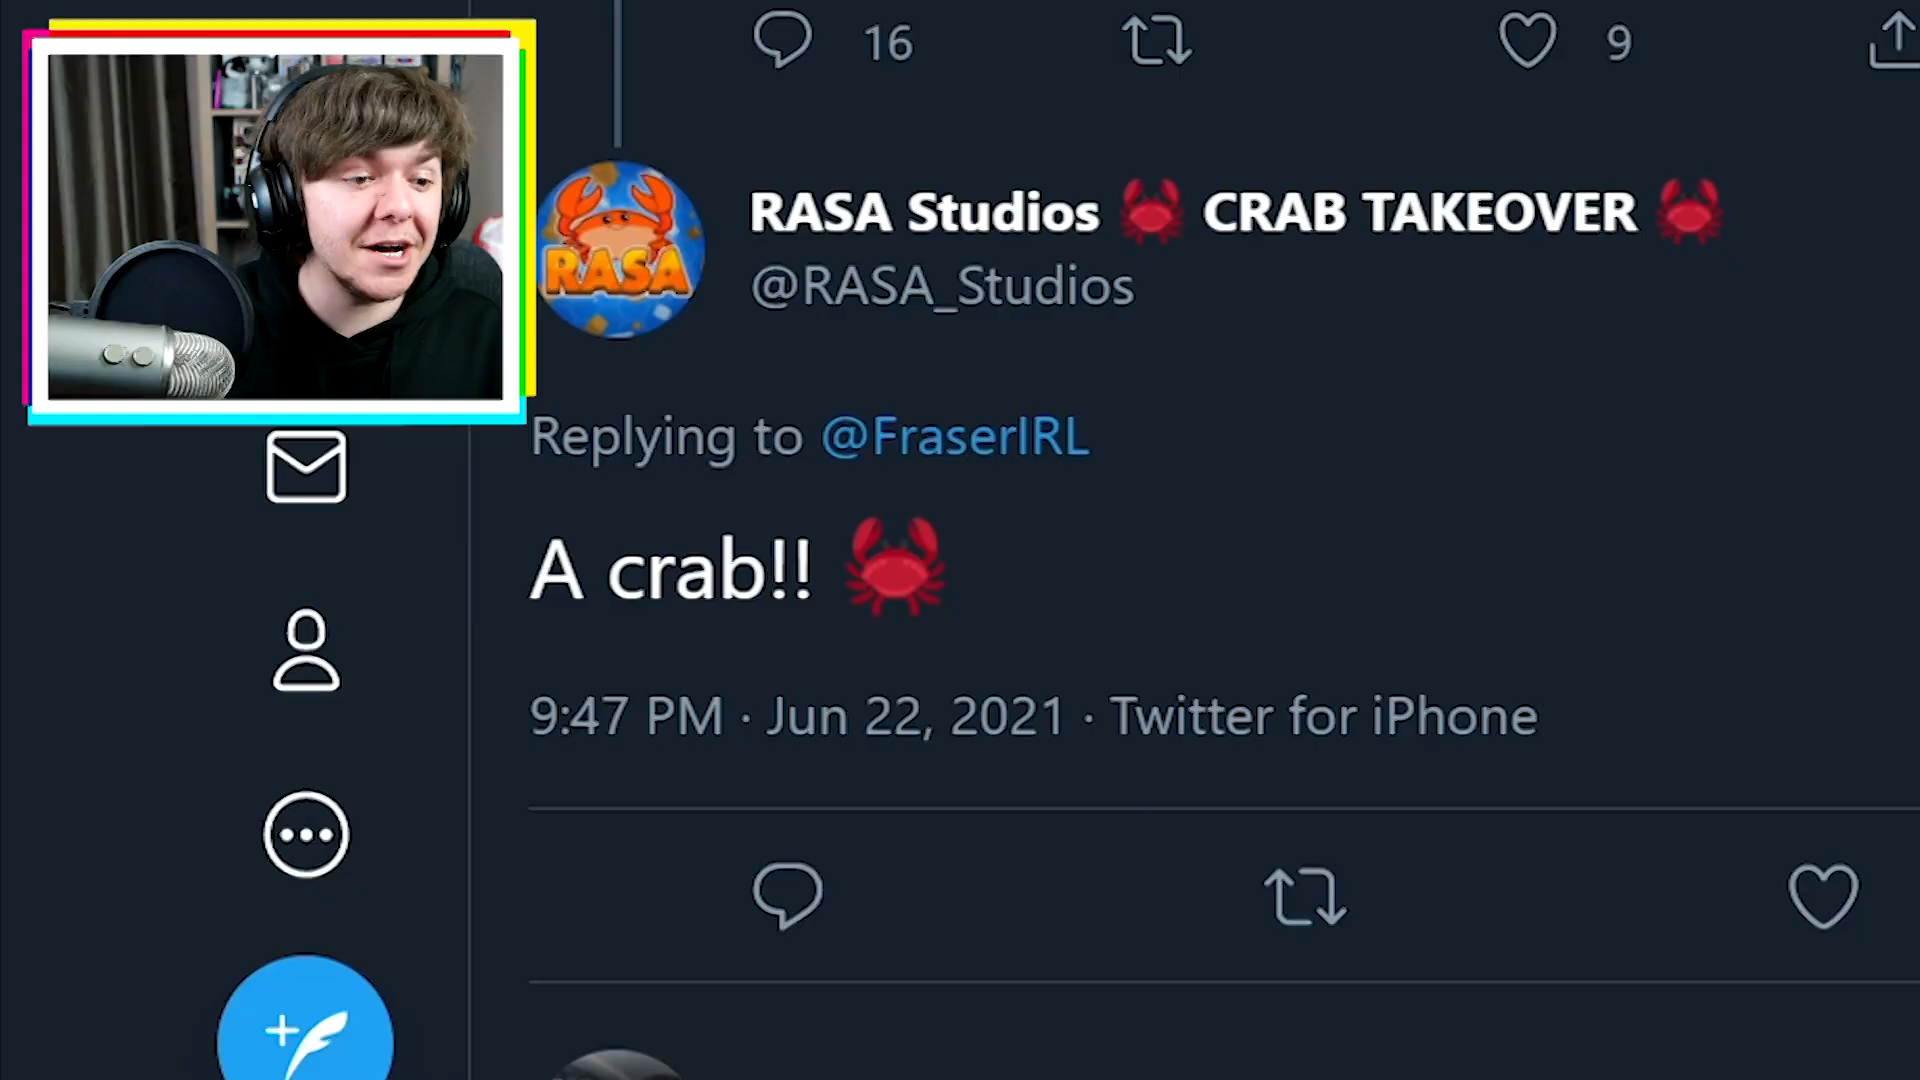 16
9
RASA Studios 🦀 CRAB TAKEOVER 🦀
@RASA_Studios
RASA
Replying to @FraserIRL
A crab!! 🦀
9:47 PM · Jun 22, 2021 · Twitter for iPhone